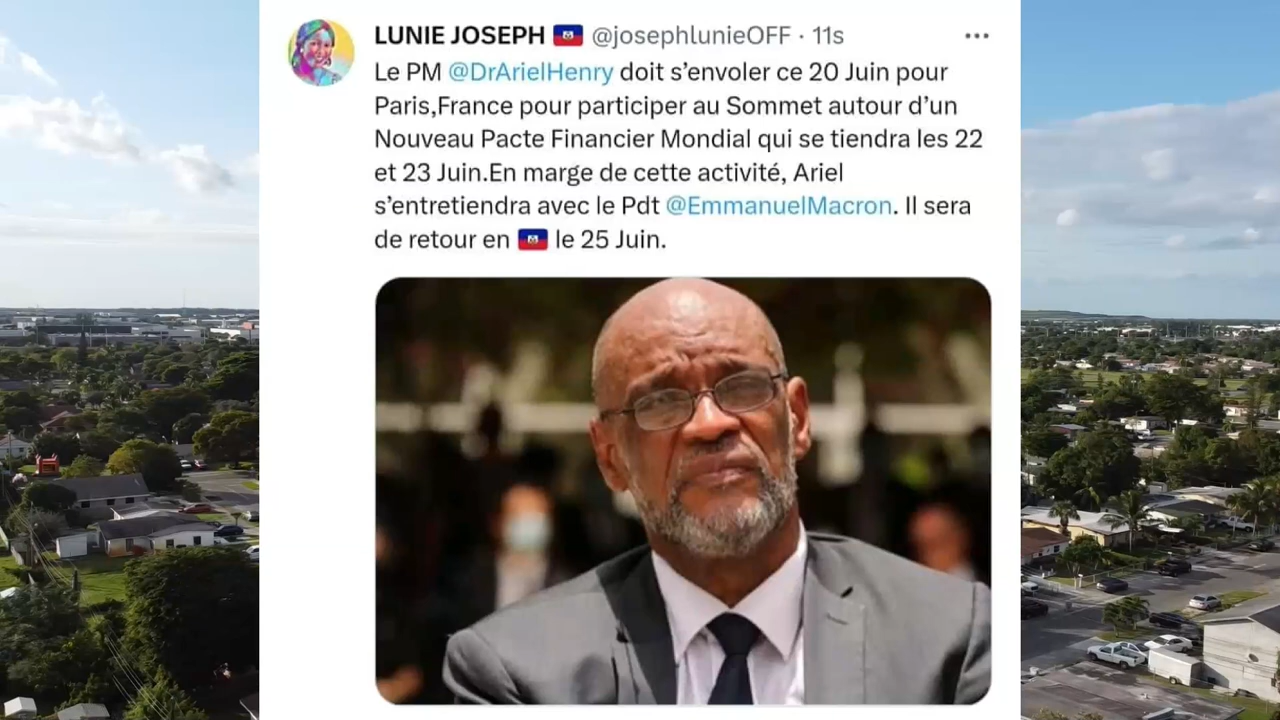 LUNIE JOSEPH 🇭🇹 @josephlunieOFF · 11s
Le PM @DrArielHenry doit s’envoler ce 20 Juin pour
Paris,France pour participer au Sommet autour d’un
Nouveau Pacte Financier Mondial qui se tiendra les 22
et 23 Juin.En marge de cette activité, Ariel
s’entretiendra avec le Pdt @EmmanuelMacron. Il sera
de retour en 🇭🇹 le 25 Juin.